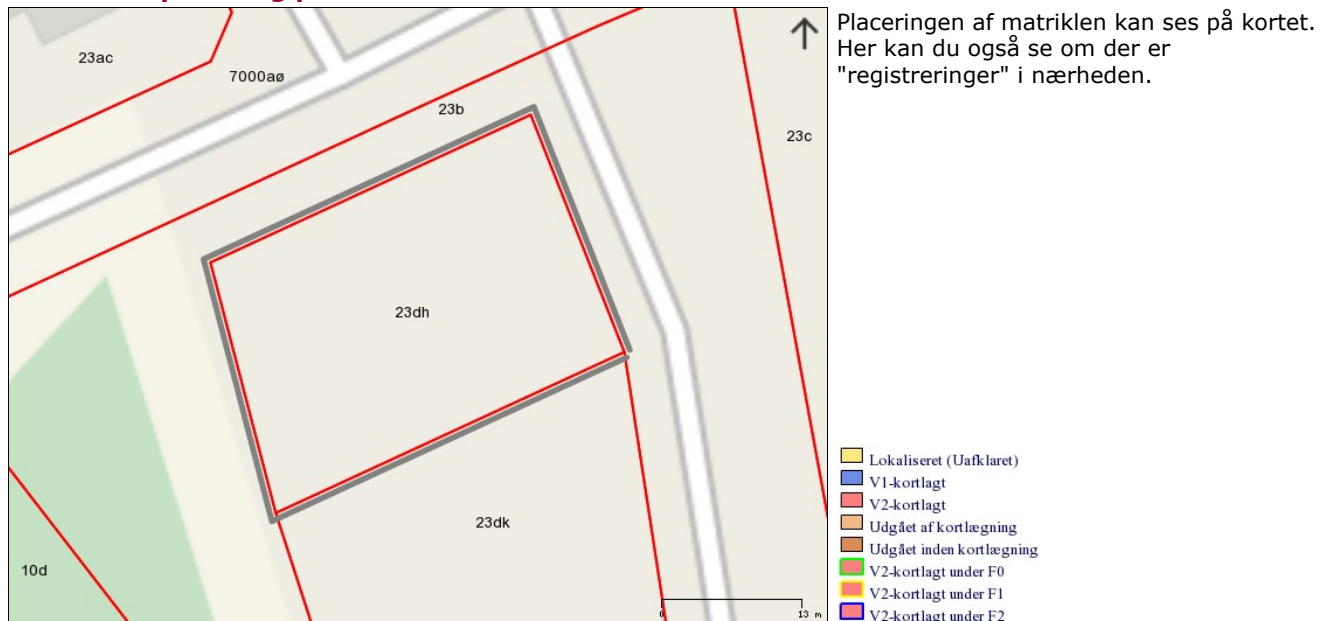 Placeringen af matriklen kan ses på kortet.
Her kan du også se om der er
"registreringer" i nærheden.
23ac
7000aø
23b
23c
23dh
23dk
10d
0
13 m
Lokaliseret (Uafklaret)
V1-kortlagt
V2-kortlagt
Udgået af kortlægning
Udgået inden kortlægning
V2-kortlagt under F0
V2-kortlagt under F1
V2-kortlagt under F2